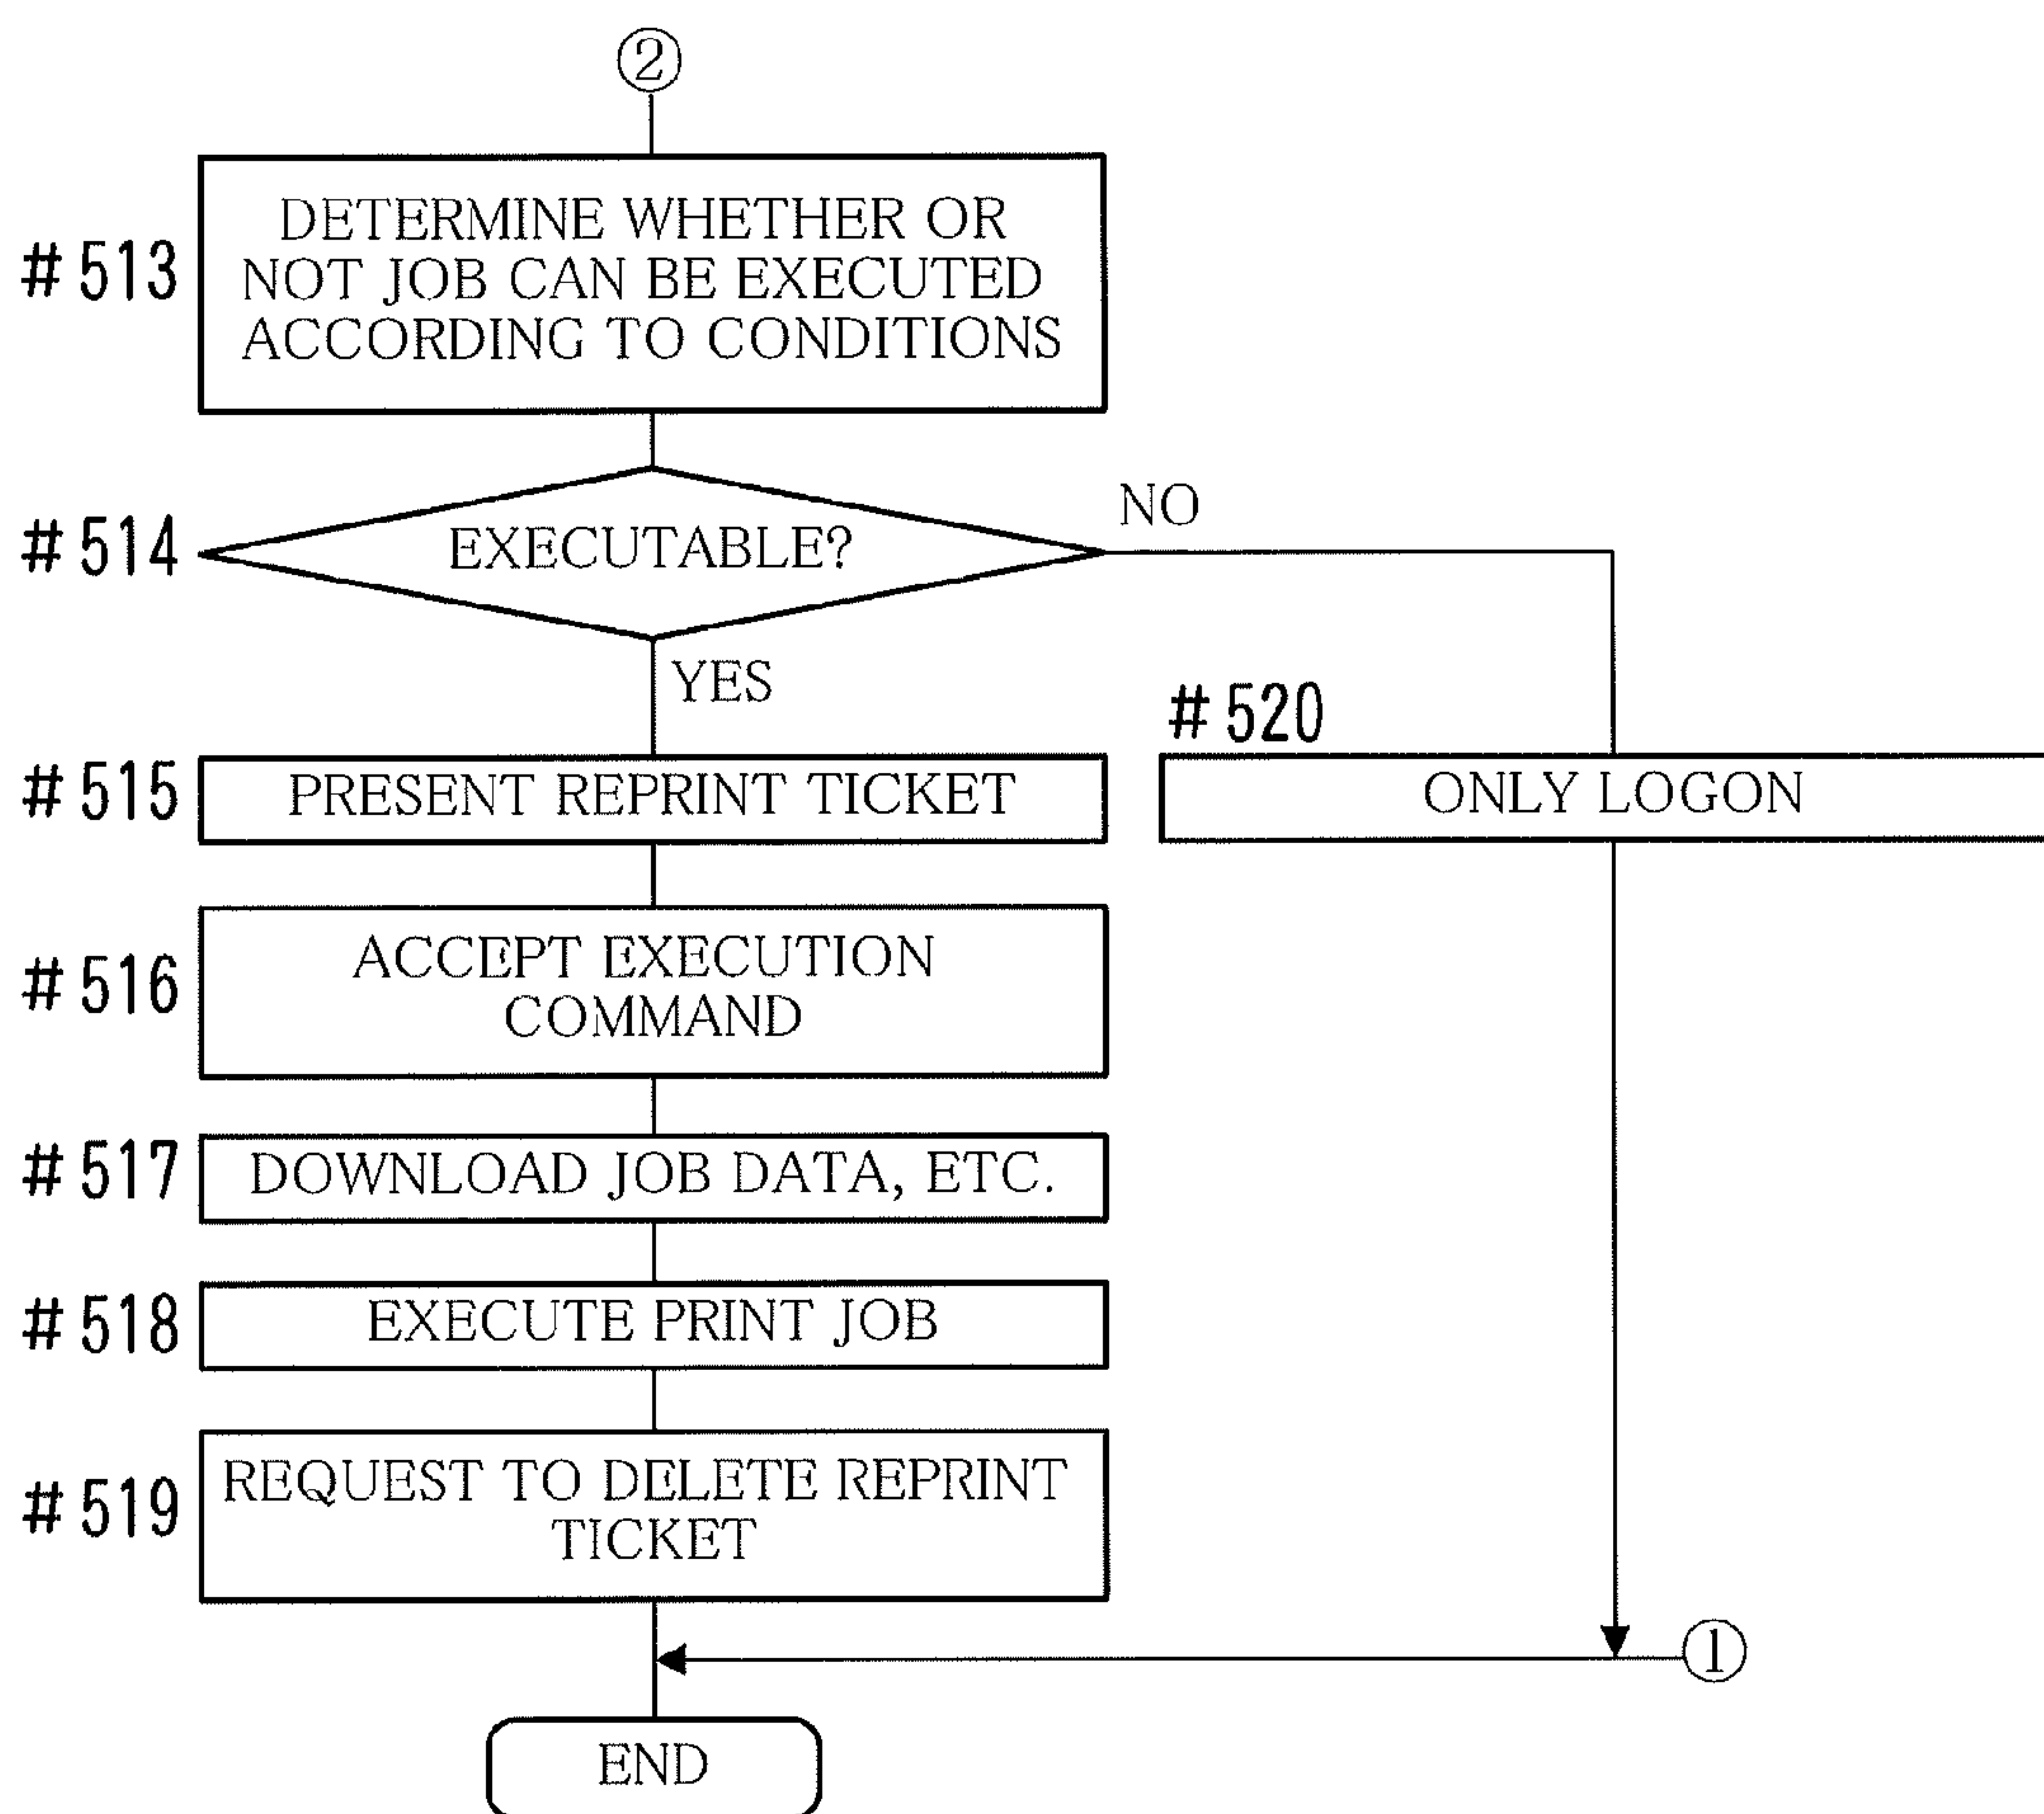 ②
#513
DETERMINE WHETHER OR
NOT JOB CAN BE EXECUTED
ACCORDING TO CONDITIONS
#514
EXECUTABLE?
NO
YES
#520
#515
PRESENT REPRINT TICKET
ONLY LOGON
#516
ACCEPT EXECUTION
COMMAND
#517
DOWNLOAD JOB DATA, ETC.
#518
EXECUTE PRINT JOB
#519
REQUEST TO DELETE REPRINT
TICKET
①
END